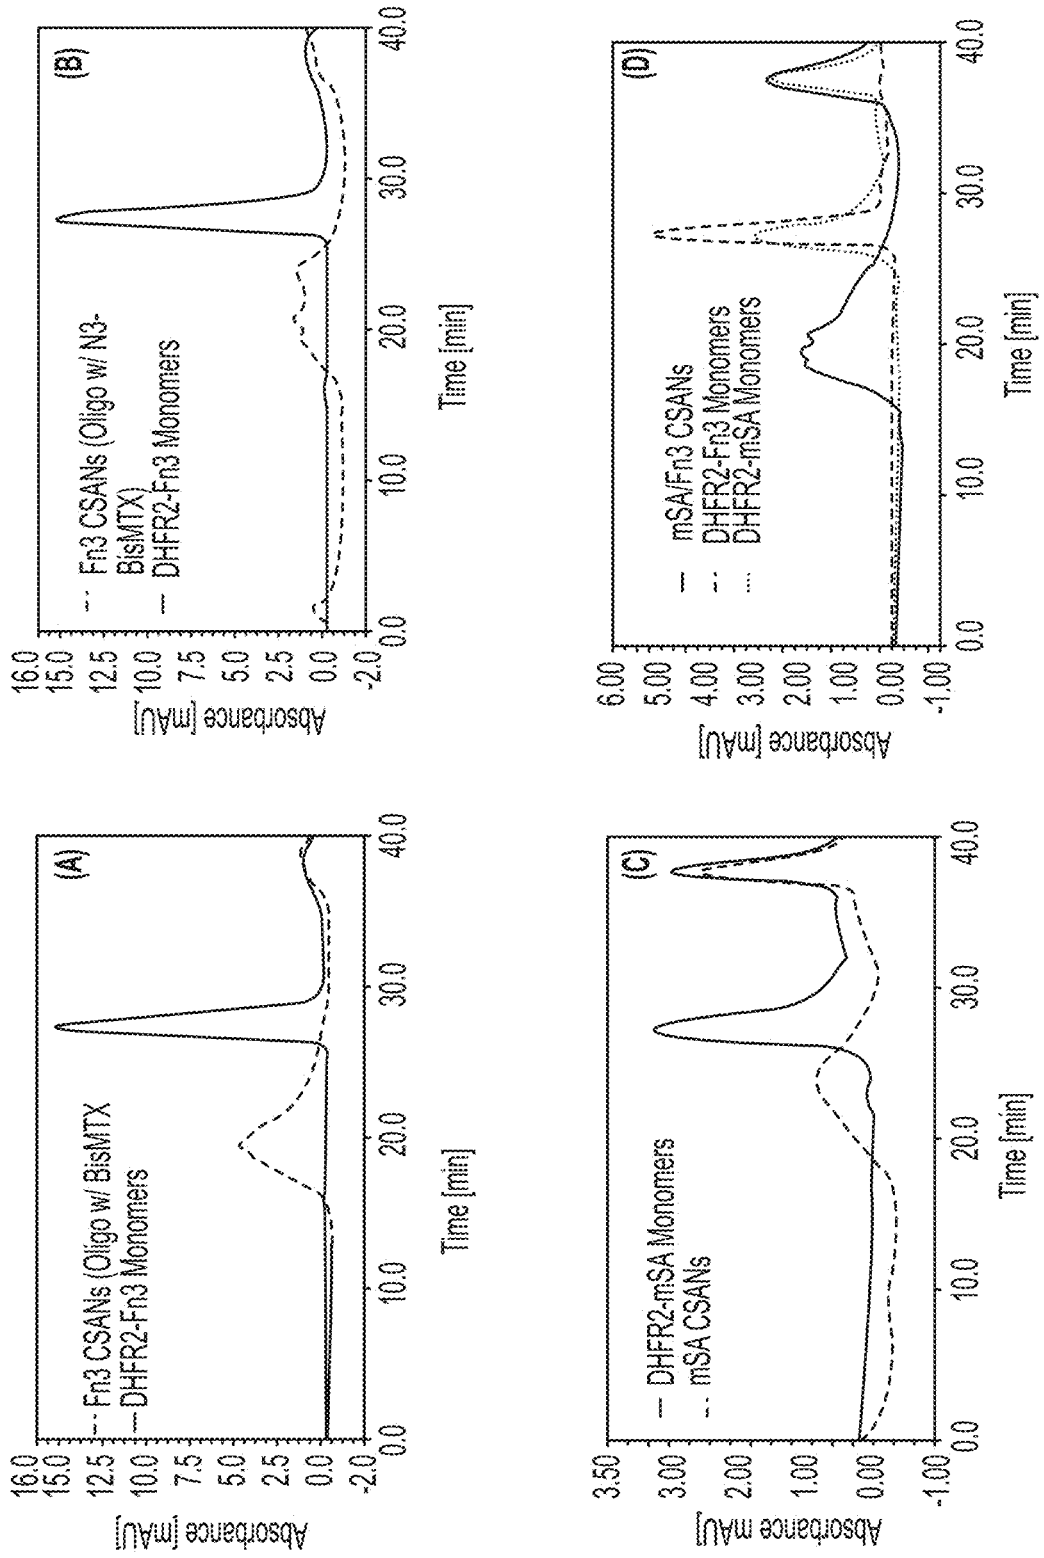 (A)
Absorbance [mAU]
16.0
15.0
12.5
10.0
7.5
5.0
2.5
0.0
-2.0
-- Fn3 CSANs (Oligo w/ BisMTX
— DHFR2-Fn3 Monomers
0.0 10.0 20.0 30.0 40.0
Time [min]
(B)
Absorbance [mAU]
16.0
15.0
12.5
10.0
7.5
5.0
2.5
0.0
-2.0
-- Fn3 CSANs (Oligo w/ N3-
BisMTX)
— DHFR2-Fn3 Monomers
0.0 10.0 20.0 30.0 40.0
Time [min]
(C)
Absorbance mAU]
3.50
3.00
2.00
1.00
0.00
-1.00
— DHFR2-mSA Monomers
-- mSA CSANs
0.0 10.0 20.0 30.0 40.0
Time [min]
(D)
Absorbance [mAU]
6.00
5.00
4.00
3.00
2.00
1.00
0.00
-1.00
— mSA/Fn3 CSANs
-- DHFR2-Fn3 Monomers
···· DHFR2-mSA Monomers
0.0 10.0 20.0 30.0 40.0
Time [min]